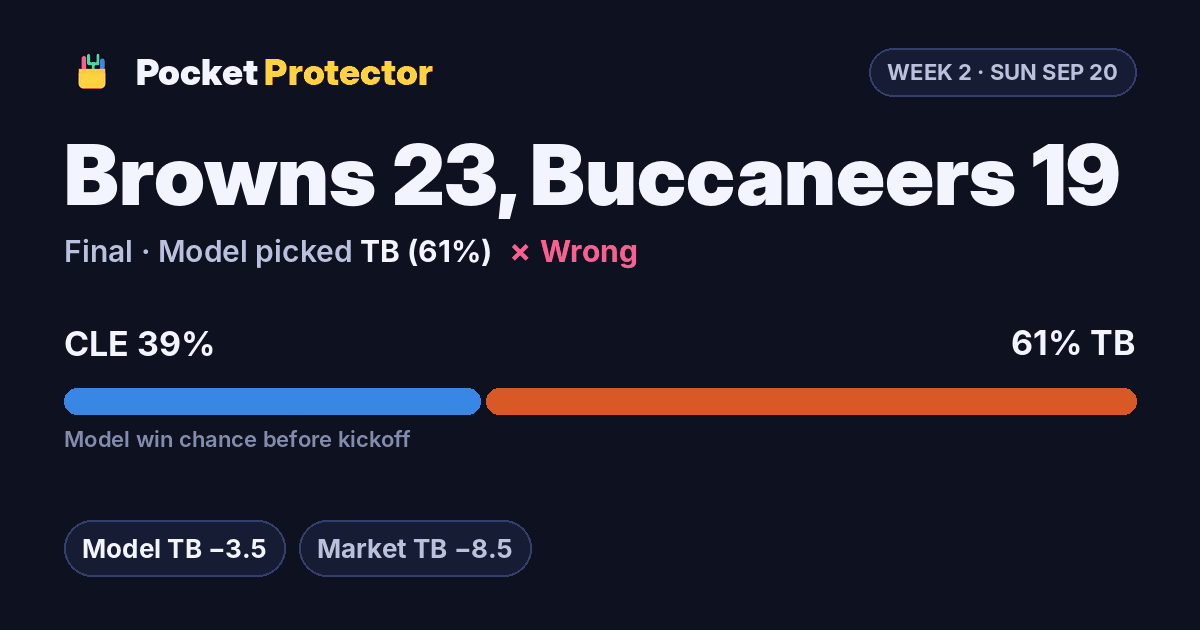 Pocket Protector
WEEK 2 · SUN SEP 20
Browns 23, Buccaneers 19
Final · Model picked TB (61%) × Wrong
CLE 39%
61% TB
Model win chance before kickoff
Model TB −3.5
Market TB −8.5